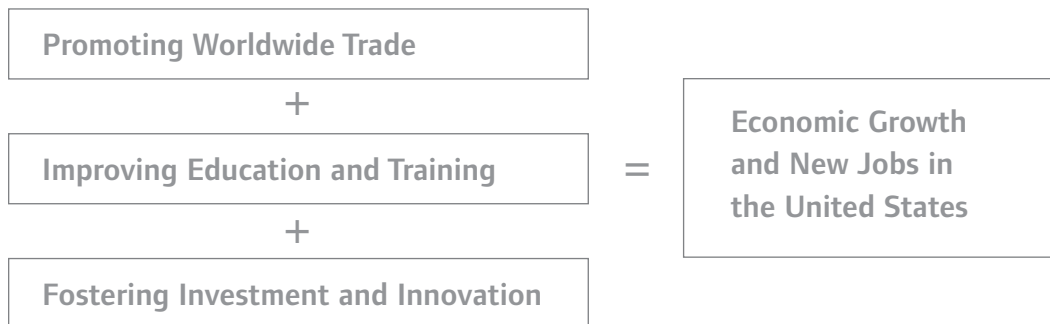 Promoting Worldwide Trade
+
Improving Education and Training
+
Fostering Investment and Innovation
=
Economic Growth
and New Jobs in
the United States